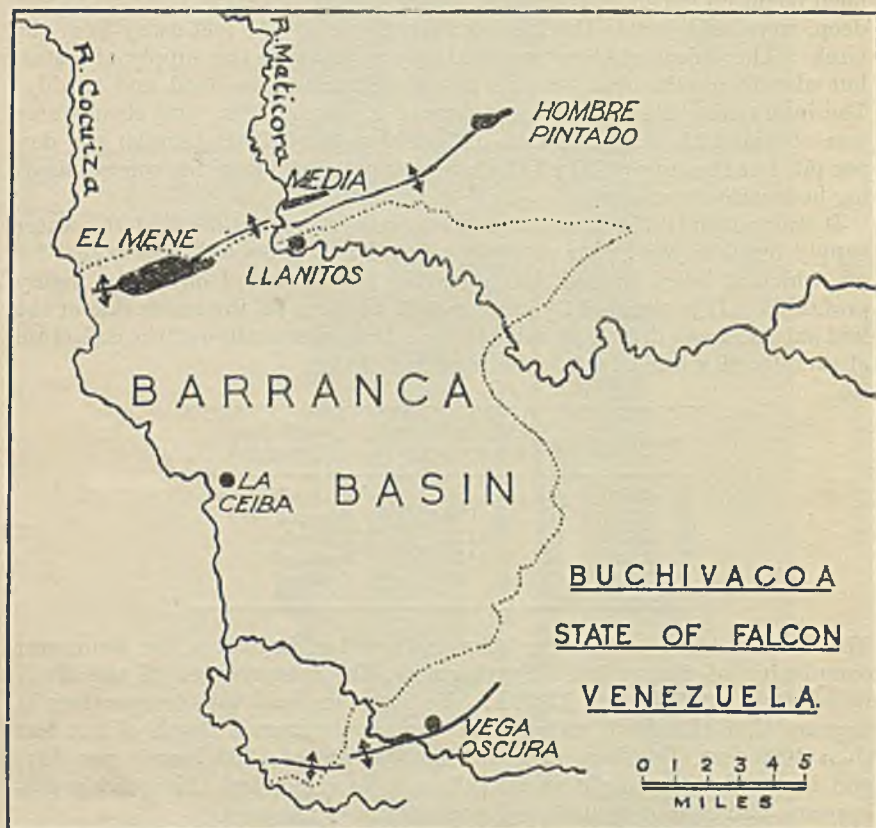 R. Cocuiza
R. Maticora
HOMBRE
PINTADO
MEDIA
EL MENE
LLANITOS
BARRANCA
BASIN
LA
CEIBA
BUCHIVACOA
STATE OF FALCON
VENEZUELA.
VEGA
OSCURA
0 1 2 3 4 5
MILES